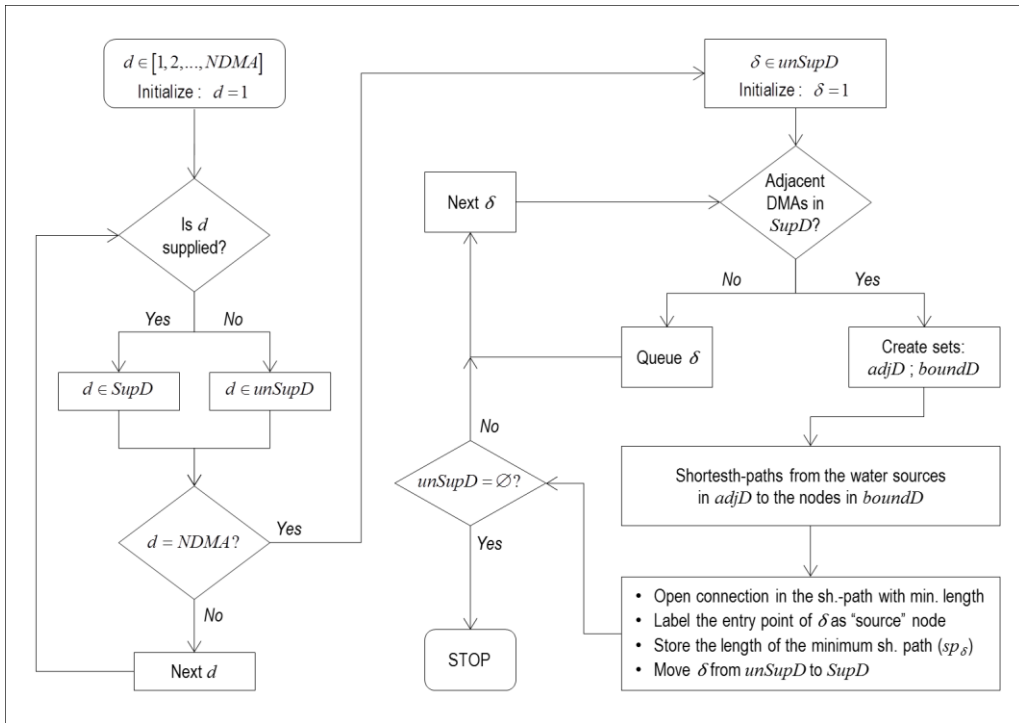 d ∈ [1, 2,..., NDMA]
Initialize : d = 1
Is d
supplied?
Yes
No
d ∈ SupD
d ∈ unSupD
d = NDMA?
Yes
No
Next d
δ ∈ unSupD
Initialize : δ = 1
Adjacent
DMAs in
SupD?
Next δ
No
Yes
Queue δ
Create sets:
adjD ; boundD
Shortesth-paths from the water sources
in adjD to the nodes in boundD
No
unSupD = ∅?
Yes
STOP
• Open connection in the sh.-path with min. length
• Label the entry point of δ as “source” node
• Store the length of the minimum sh. path (spδ)
• Move δ from unSupD to SupD